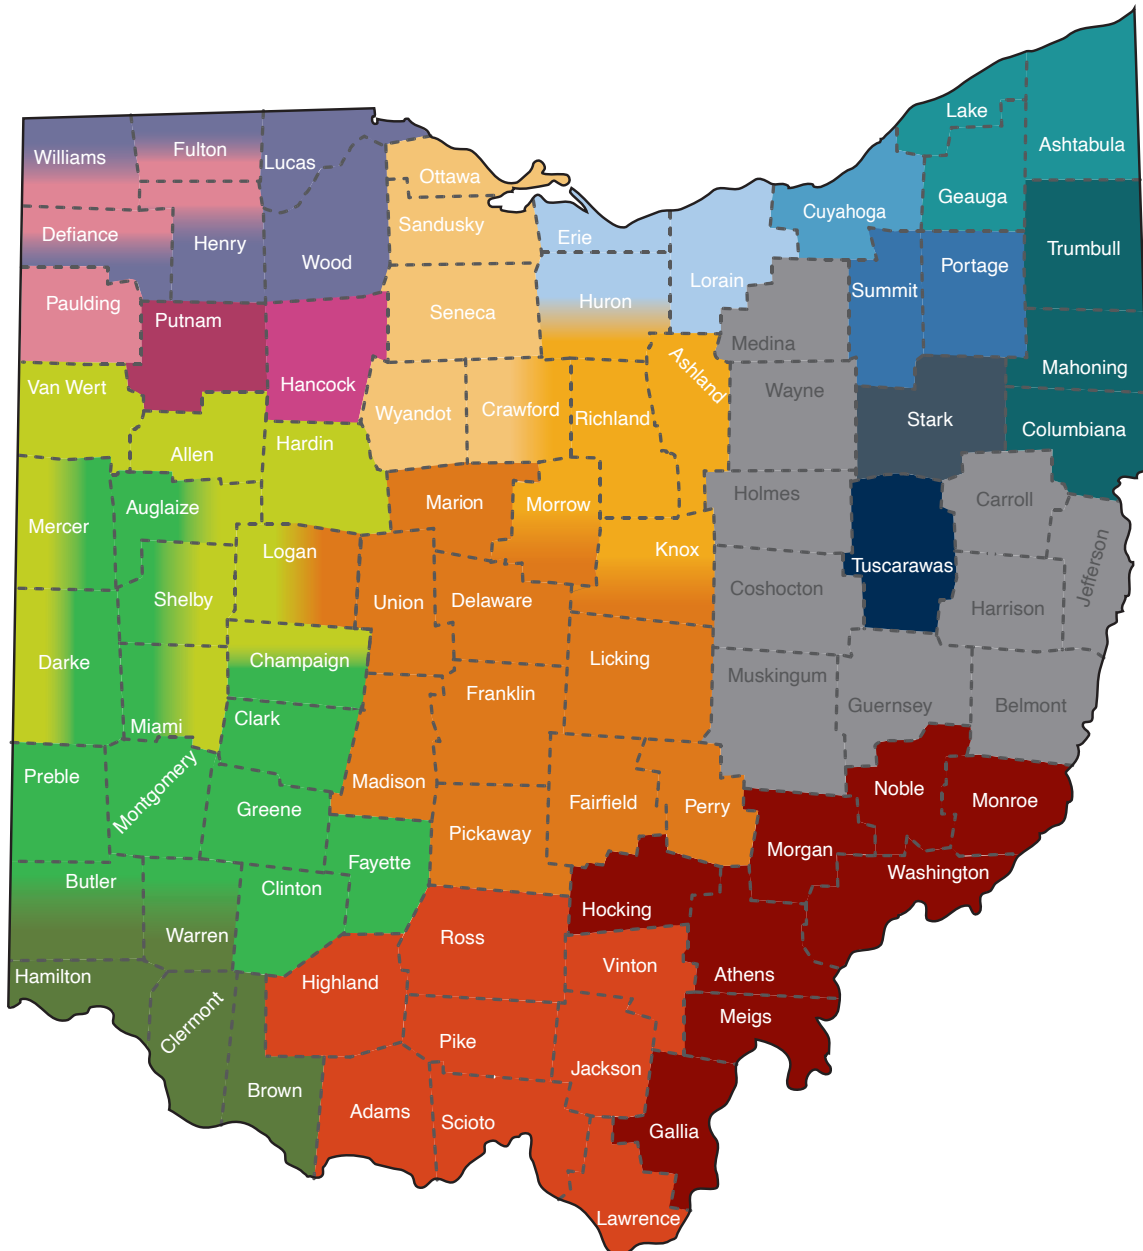 Lake
Ashtabula
Williams
Fulton
Lucas
Ottawa
Geauga
Cuyahoga
Defiance
Henry
Sandusky
Erie
Trumbull
Wood
Portage
Lorain
Summit
Paulding
Huron
Putnam
Seneca
Medina
Mahoning
Van Wert
Hancock
Ashland
Wayne
Wyandot
Crawford
Richland
Stark
Columbiana
Hardin
Allen
Marion
Morrow
Holmes
Carroll
Mercer
Auglaize
Logan
Knox
Tuscarawas
Jefferson
Shelby
Union
Delaware
Coshocton
Harrison
Darke
Champaign
Licking
Muskingum
Franklin
Guernsey
Belmont
Miami
Clark
Preble
Montgomery
Madison
Noble
Greene
Fairfield
Perry
Monroe
Pickaway
Morgan
Butler
Clinton
Fayette
Washington
Hocking
Warren
Ross
Vinton
Hamilton
Highland
Athens
Clermont
Meigs
Pike
Jackson
Brown
Adams
Scioto
Gallia
Lawrence